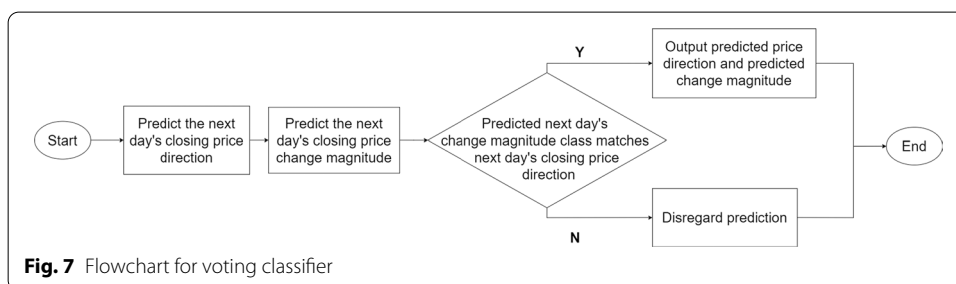 Start
Predict the next
day's closing price
direction
Predict the next
day's closing price
change magnitude
Predicted next day's
change magnitude class matches
next day's closing price
direction
Y
Output predicted price
direction and predicted
change magnitude
N
Disregard prediction
End
Fig. 7 Flowchart for voting classifier